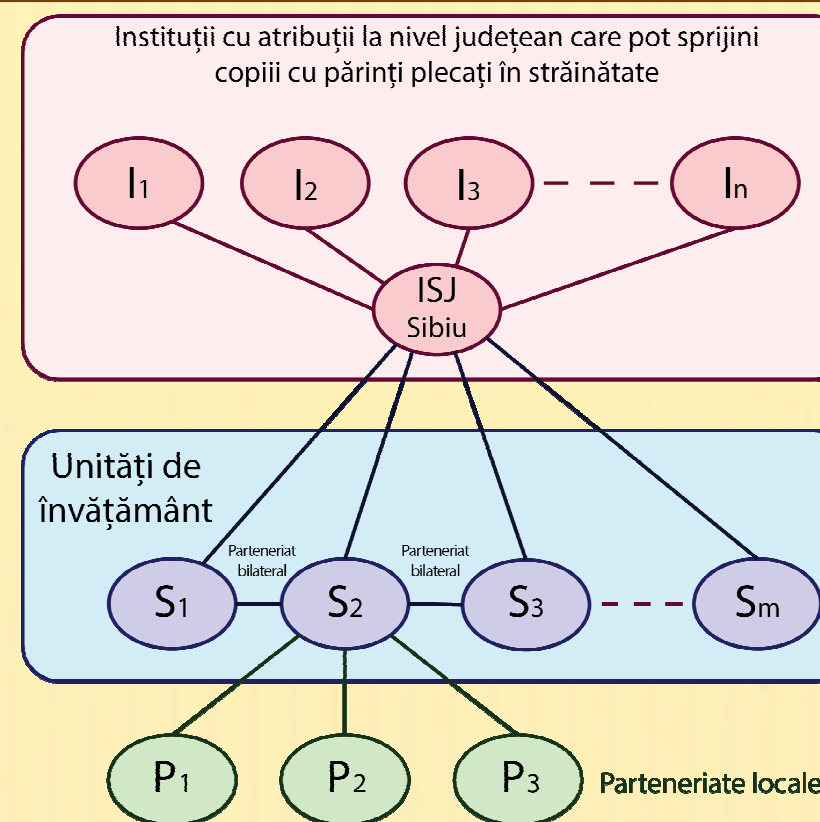 Instituții cu atribuții la nivel județean care pot sprijini
copiii cu părinți plecați în străinătate
I1 I2 I3 In
ISJ
Sibiu
Unități de
învățământ
Parteneriat
bilateral
Parteneriat
bilateral
S1 S2 S3 Sm
P1 P2 P3 Parteneriate locale